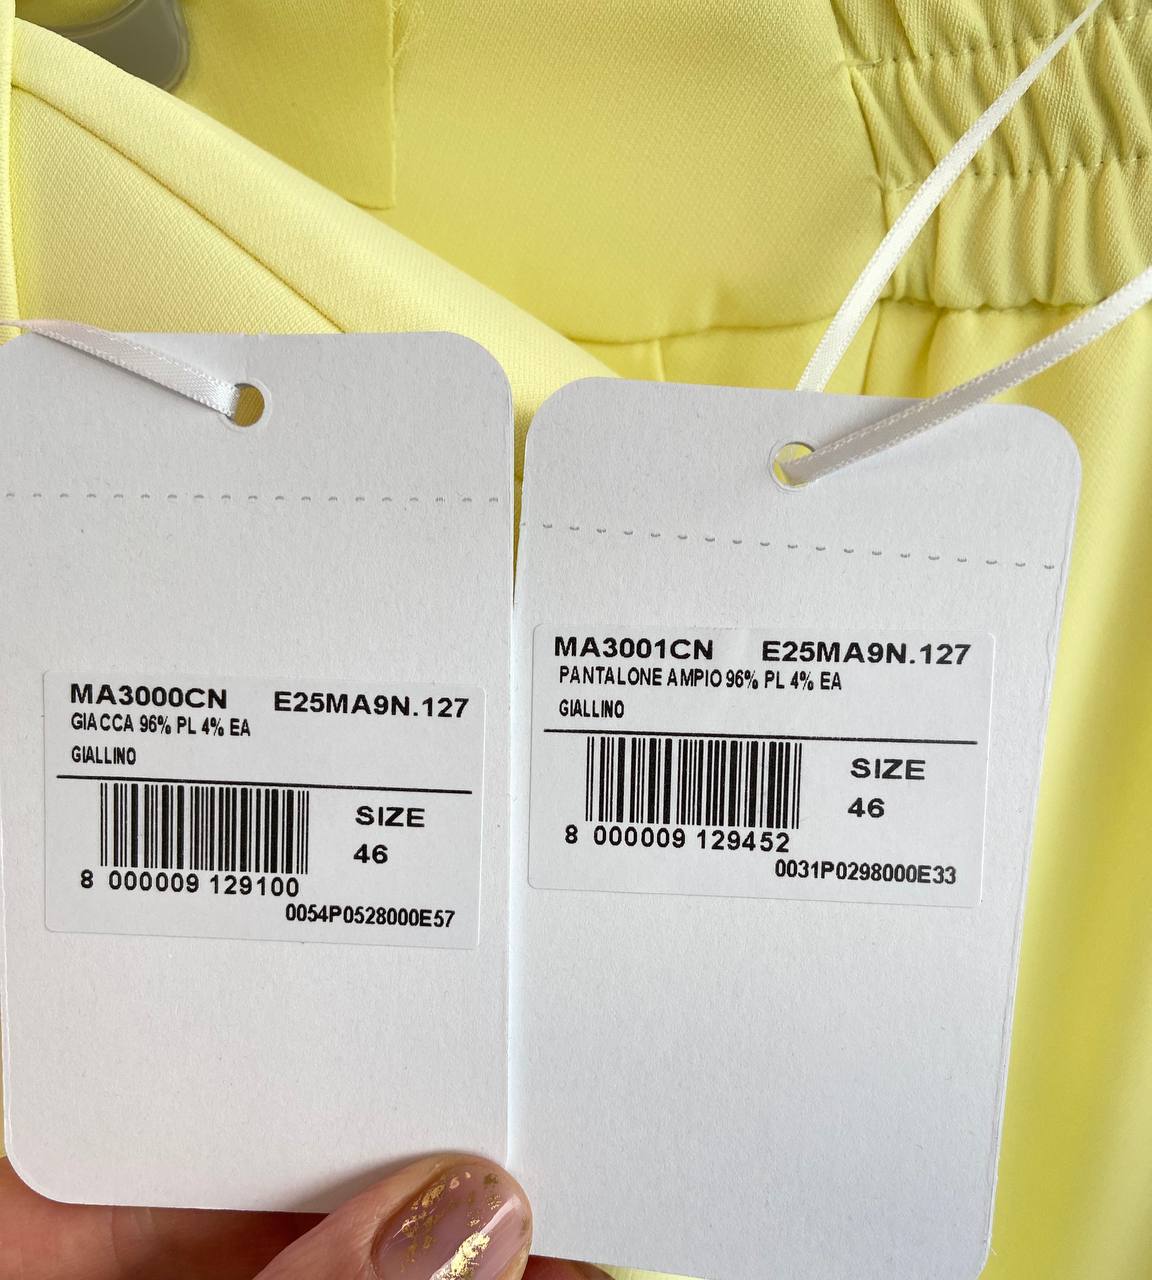 MA3000CN E25MA9N.127
GIACCA 96% PL 4% EA
GIALLINO
SIZE
46
8 000009 129100
0054P0528000E57
MA3001CN E25MA9N.127
PANTALONE AMPIO 96% PL 4% EA
GIALLINO
SIZE
46
8 000009 129452
0031P0298000E33